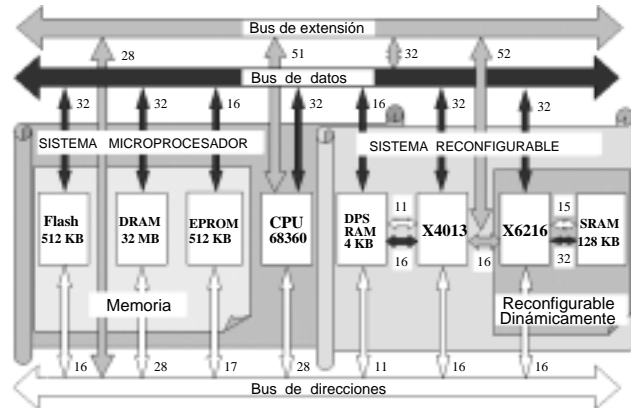 Bus de extensión
28
51
32
52
Bus de datos
32
32
16
32
16
32
32
SISTEMA MICROPROCESADOR
SISTEMA RECONFIGURABLE
Flash
512 KB
DRAM
32 MB
EPROM
512 KB
CPU
68360
DPS
RAM
4 KB
11
16
X4013
16
X6216
15
32
SRAM
128 KB
Memoria
Reconfigurable
Dinámicamente
16
28
17
28
11
16
16
Bus de direcciones